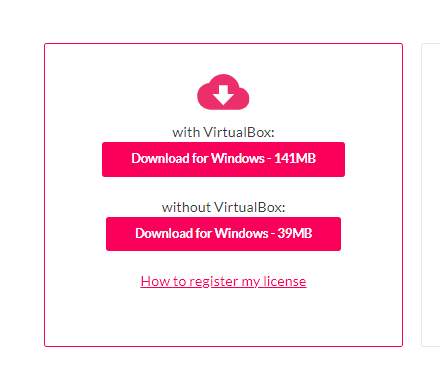 with VirtualBox:
Download for Windows - 141MB
without VirtualBox:
Download for Windows - 39MB
How to register my license